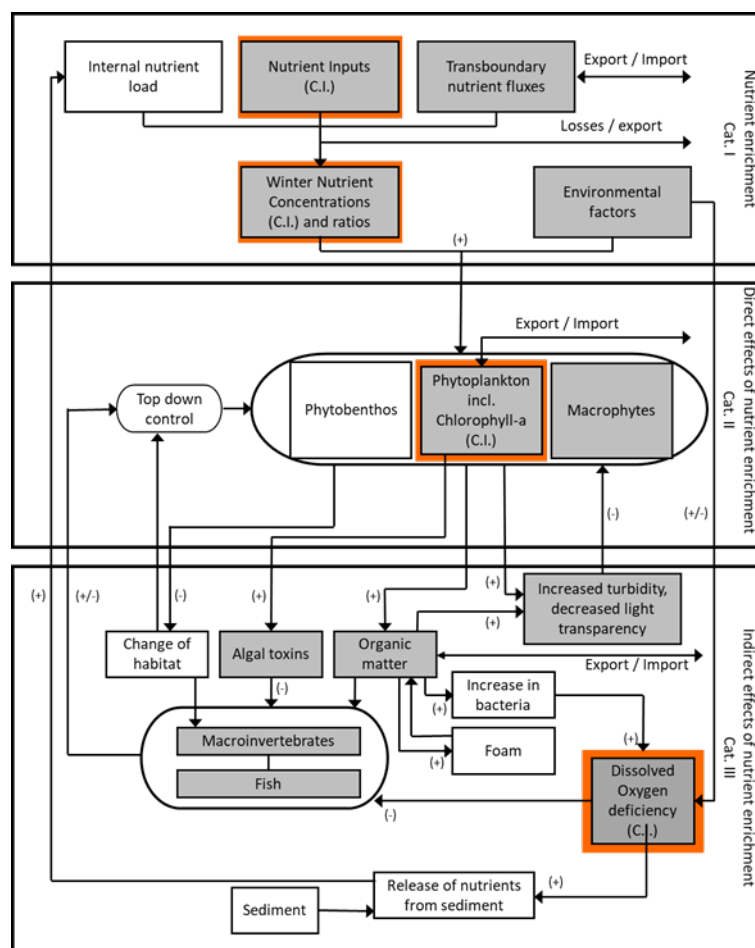 Internal nutrient
load
Nutrient Inputs
(C.I.)
Transboundary
nutrient fluxes
Export / Import
Losses / export
Winter Nutrient
Concentrations
(C.I.) and ratios
Environmental
factors
(+)
Nutrient enrichment
Cat. I
Export / Import
Top down
control
Phytobenthos
Phytoplankton
incl.
Chlorophyll-a
(C.I.)
Macrophytes
(-)
(+/-)
Direct effects of nutrient enrichment
Cat. II
(+)
(+/-)
(-)
(+)
(+)
(+)
Increased turbidity,
decreased light
transparency
(+)
Change of
habitat
Algal toxins
Organic
matter
Export / Import
(-)
(+)
Increase in
bacteria
(+)
Macroinvertebrates
(+)
Foam
Fish
Dissolved
Oxygen
deficiency
(C.I.)
(-)
Release of nutrients
from sediment
(+)
Sediment
Indirect effects of nutrient enrichment
Cat. III